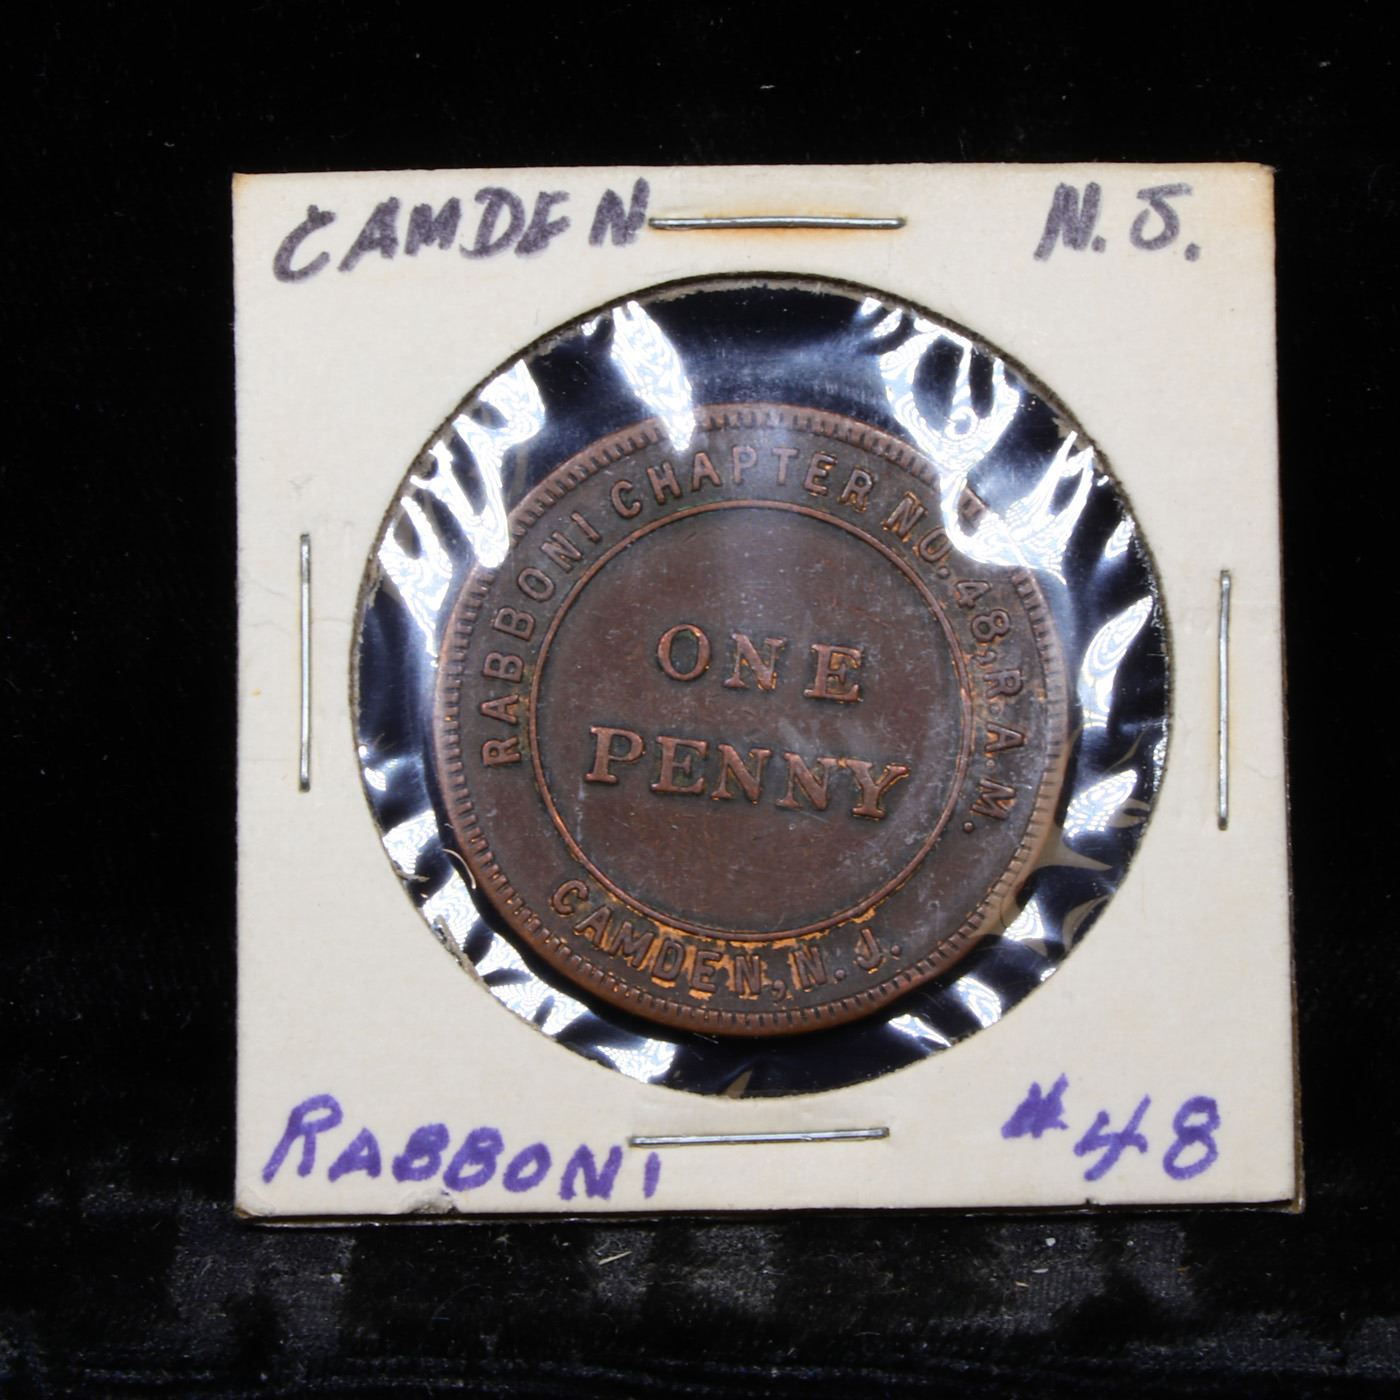 CAMDEN N.J.
RABBONI CHAPTER NO. 48, R.A.M.
ONE
PENNY
CAMDEN, N.J.
RABBONI #48